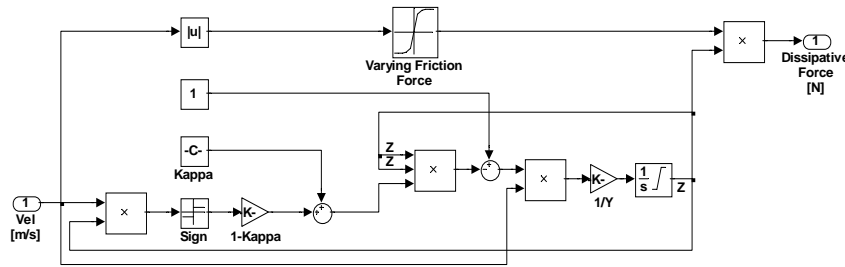 |u|
Varying Friction
Force
×
1
Dissipative
Force
[N]
1
-C-
Kappa
Z
Z
×
×
K-
1/Y
1
s
Z
1
Vel
[m/s]
×
Sign
K-
1-Kappa